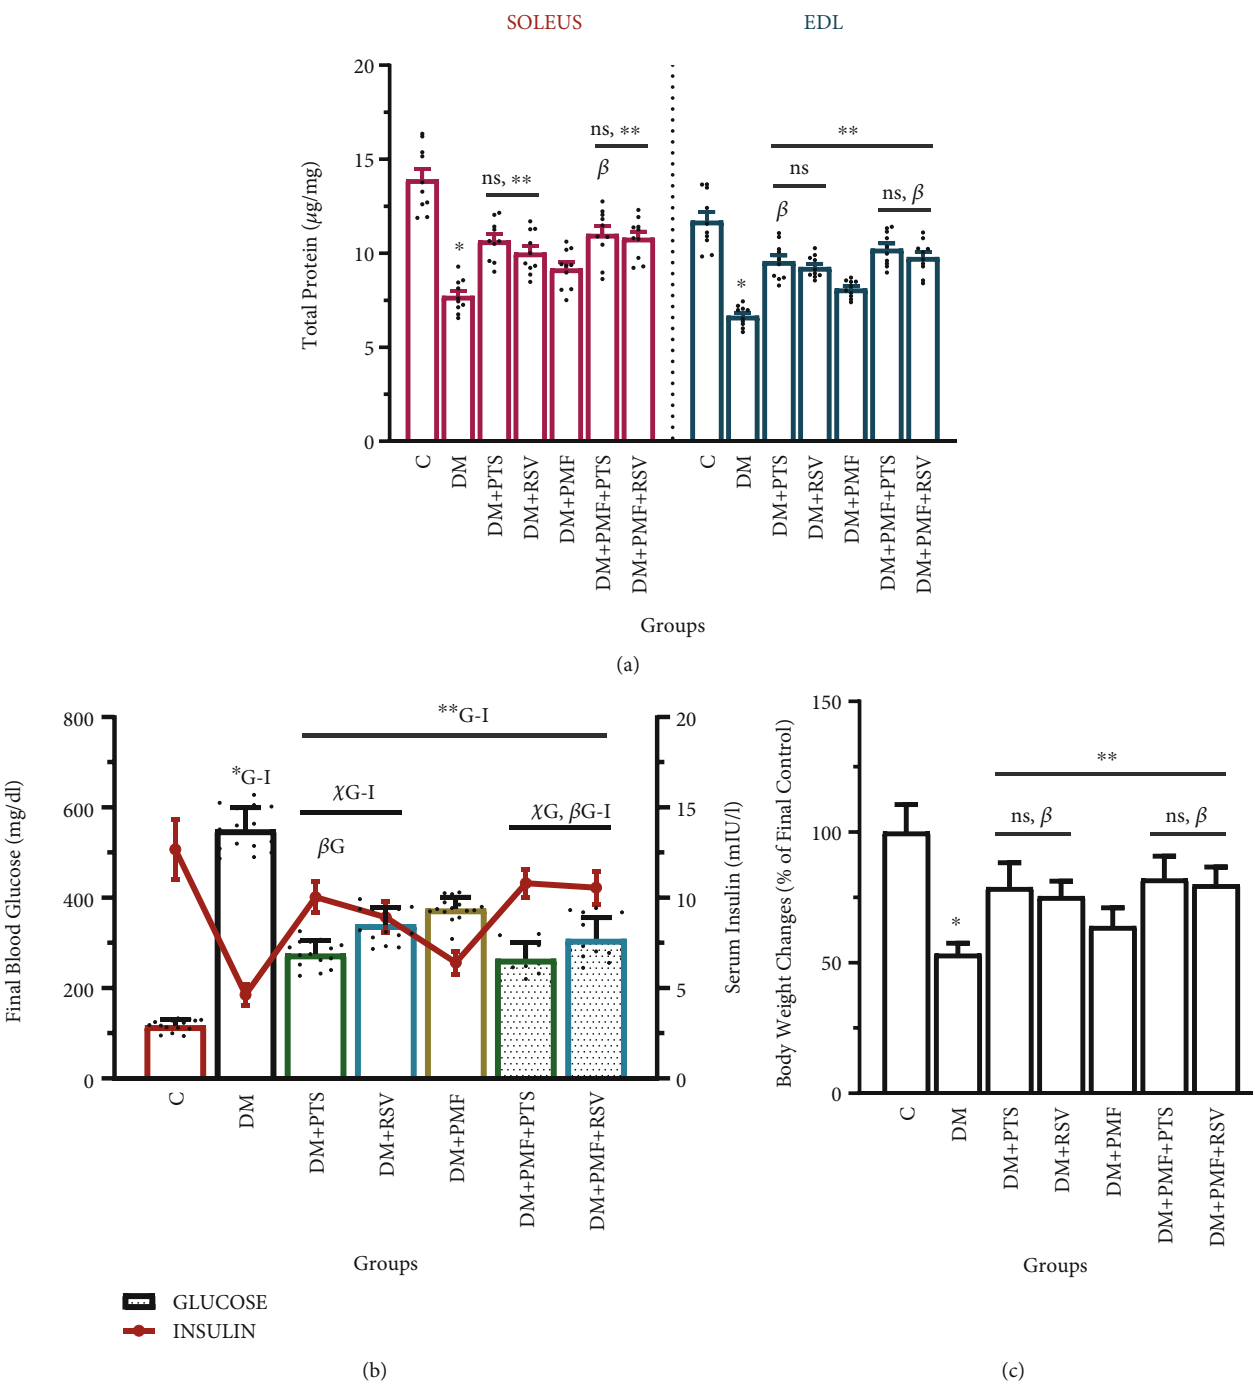 SOLEUS EDL
20
15
10
5
0
Total Protein (μg/mg)
*
ns, **
ns, **
β
*
**
ns
β
ns, β
C DM DM+PTS DM+RSV DM+PMF DM+PMF+PTS DM+PMF+RSV C DM DM+PTS DM+RSV DM+PMF DM+PMF+PTS DM+PMF+RSV
Groups
(a)
800
600
400
200
0
Final Blood Glucose (mg/dl)
*G-I
**G-I
χG-I
βG
χG, βG-I
20
15
10
5
0
Serum Insulin (mIU/l)
C DM DM+PTS DM+RSV DM+PMF DM+PMF+PTS DM+PMF+RSV
Groups
GLUCOSE
INSULIN
(b)
150
100
50
0
Body Weight Changes (% of Final Control)
*
**
ns, β
ns, β
C DM DM+PTS DM+RSV DM+PMF DM+PMF+PTS DM+PMF+RSV
Groups
(c)